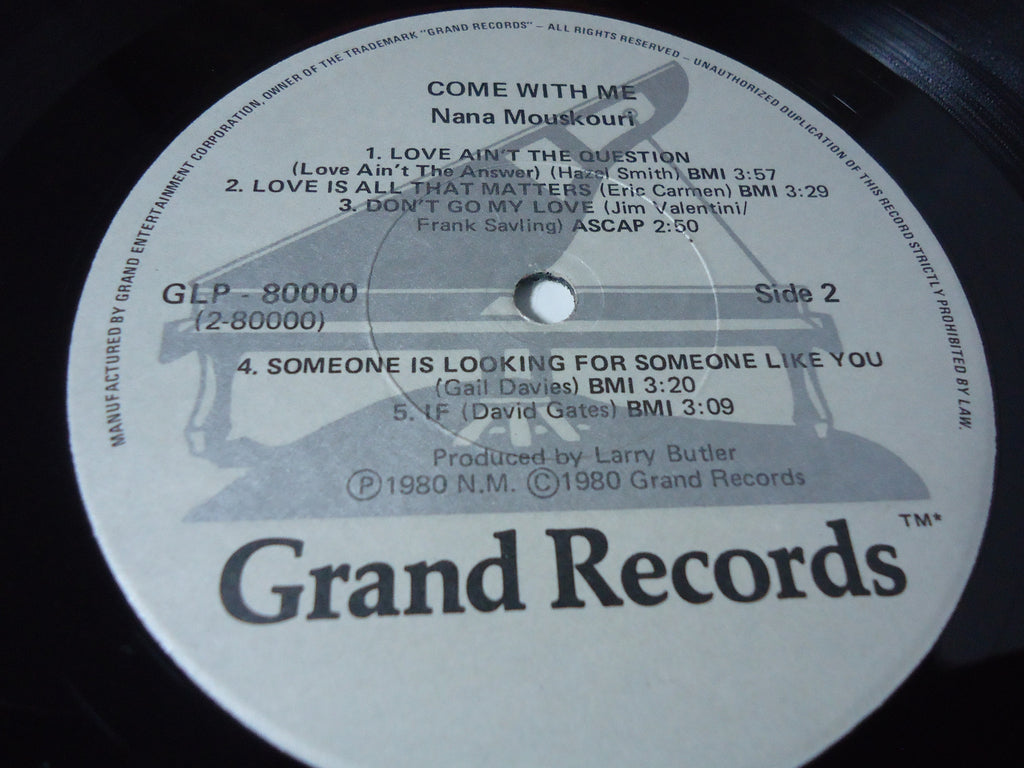 MANUFACTURED BY GRAND ENTERTAINMENT CORPORATION, OWNER OF THE TRADEMARK "GRAND RECORDS" – ALL RIGHTS RESERVED – UNAUTHORIZED DUPLICATION OF THIS RECORD STRICTLY PROHIBITED BY LAW.
COME WITH ME
Nana Mouskouri
1. LOVE AIN'T THE QUESTION
(Love Ain't The Answer) (Hazel Smith) BMI 3:57
2. LOVE IS ALL THAT MATTERS (Eric Carmen) BMI 3:29
3. DON'T GO MY LOVE (Jim Valentini/
Frank Savling) ASCAP 2:50
GLP - 80000
Side 2
(2-80000)
4. SOMEONE IS LOOKING FOR SOMEONE LIKE YOU
(Gail Davies) BMI 3:20
5. IF (David Gates) BMI 3:09
Produced by Larry Butler
Ⓟ1980 N.M. ©1980 Grand Records
Grand Records TM*